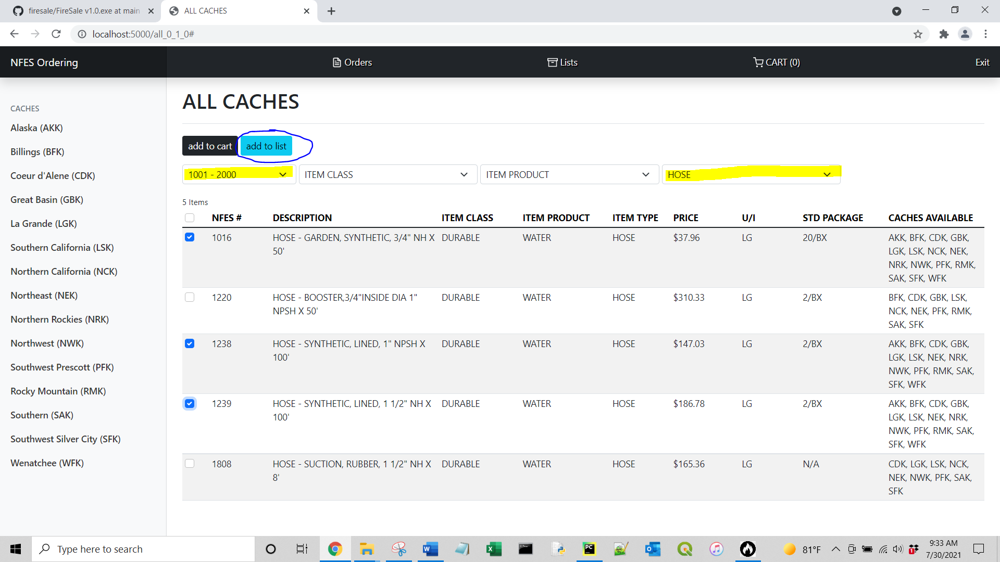 firesale/FireSale v1.0.exe at main
ALL CACHES
localhost:5000/all_0_1_0#
NFES Ordering
Orders
Lists
CART (0)
Exit
CACHES
Alaska (AKK)
Billings (BFK)
Coeur d'Alene (CDK)
Great Basin (GBK)
La Grande (LGK)
Southern California (LSK)
Northern California (NCK)
Northeast (NEK)
Northern Rockies (NRK)
Northwest (NWK)
Southwest Prescott (PFK)
Rocky Mountain (RMK)
Southern (SAK)
Southwest Silver City (SFK)
Wenatchee (WFK)
ALL CACHES
add to cart add to list
1001 - 2000 ITEM CLASS ITEM PRODUCT HOSE
5 Items
NFES # DESCRIPTION ITEM CLASS ITEM PRODUCT ITEM TYPE PRICE U/I STD PACKAGE CACHES AVAILABLE
1016 HOSE - GARDEN, SYNTHETIC, 3/4" NH X DURABLE WATER HOSE $37.96 LG 20/BX AKK, BFK, CDK, GBK,
50' LGK, LSK, NCK, NEK,
NRK, NWK, PFK, RMK,
SAK, SFK, WFK
1220 HOSE - BOOSTER,3/4"INSIDE DIA 1" DURABLE WATER HOSE $310.33 LG 2/BX BFK, CDK, GBK, LSK,
NPSH X 50' NCK, NEK, PFK, RMK,
SAK, SFK
1238 HOSE - SYNTHETIC, LINED, 1" NPSH X DURABLE WATER HOSE $147.03 LG 2/BX AKK, BFK, CDK, GBK,
100' LGK, LSK, NEK, NRK,
NWK, PFK, RMK, SAK,
SFK, WFK
1239 HOSE - SYNTHETIC, LINED, 1 1/2" NH X DURABLE WATER HOSE $186.78 LG 2/BX AKK, BFK, CDK, GBK,
100' LGK, LSK, NEK, NRK,
NWK, PFK, RMK, SAK,
SFK, WFK
1808 HOSE - SUCTION, RUBBER, 1 1/2" NH X DURABLE WATER HOSE $165.36 LG N/A CDK, LGK, LSK, NCK,
8' NEK, NWK, PFK, SAK,
SFK
Type here to search
PC
81°F
9:33 AM
7/30/2021